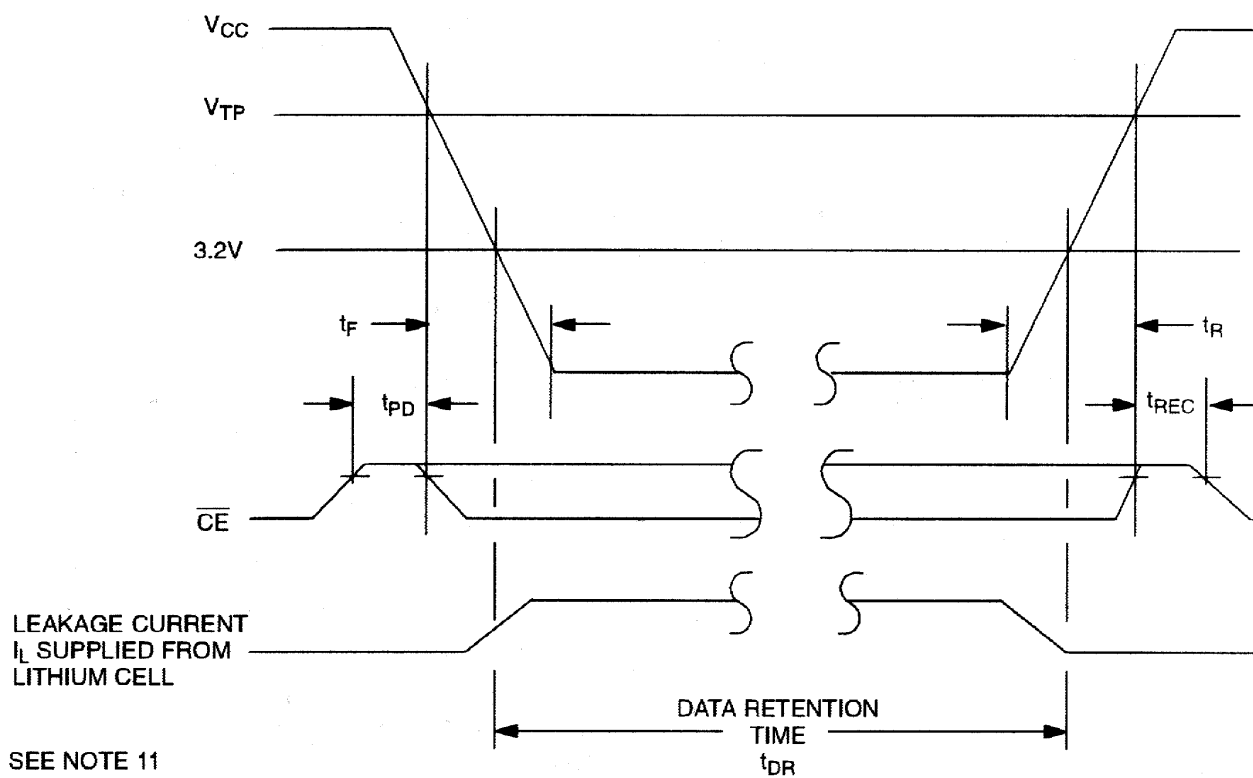 VCC
VTP
3.2V
tF
tR
tPD
tREC
CE
LEAKAGE CURRENT
IL SUPPLIED FROM
LITHIUM CELL
DATA RETENTION
TIME
tDR
SEE NOTE 11